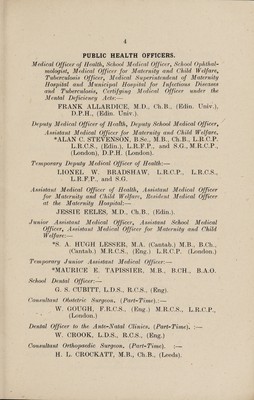 4
PUBLIC HEALTH OFFICERS.
Medical Officer of Health, School Medical Officer, School Ophthal-
mologist, Medical Officer for Maternity and Child Welfare,
Tuberculosis Officer, Medical Superintendent of Maternity
Hospital and Municipal Hospital for Infectious Diseases
and Tuberculosis, Certifying Medical Officer under the
Mental Deficiency Acts:—
FRANK ALLARDICE, M.D., Ch.B., (Edin. Univ.),
D.P.H., (Edin. Univ.).
Deputy Medical Officer of Health, Deputy School Medical Officer,
Assistant Medical Officer for Maternity and Child Welfare,
*ALAN C. STEVENSON, B.Sc., M.B., Ch.B., L.R.C.P.
L.R.C.S., (Edin.), L.R.F.P., and S.G., M.R.C.P.,
(London), D.P.H. (London).
Temporary Deputy Medical Officer of Health:—
LIONEL W. BRADSHAW, L.R.C.P., L.R.C.S.,
L.R.F.P., and S.G.
Assistant Medical Officer of Health, Assistant Medical Officer
for Maternity and Child Welfare, Resident Medical Officer
at the Maternity Hospital:—
JESSIE EELES, M.D., Ch.B., (Edin.).
Junior Assistant Medical Officer, Assistant School Medical
Officer, Assistant Medical Officer for Maternity and Child
Welfare:—
*S. A. HUGH LESSER, M.A. (Cantab.) M.B., B.Ch.,
(Cantab.) M.R.C.S., (Eng.) L.R.C.P. (London.)
Temporary Junior Assistant Medical Officer:—
*MAURICE E. TAPISSIER, M.B., B.CH., B.A.O.
School Dental Officer:—
G. S. CUBITT, L.D.S., R.C.S., (Eng).
Consultant Obstetric Surgeon, (Part-Time).:—
W. GOUGH, F.R.C.S., (Eng.) M.R.C.S., L.R.C.P.,
(London.)
Dental Officer to the Ante-Natal Clinics, (Part-Time), :—
W. CROOK, L.D.S., R.C.S., (Eng.)
Consultant Orthopœdic Surgeon, (Part-Time). :—
H. L. CROCKATT, M.B., Ch.B., (Leeds).